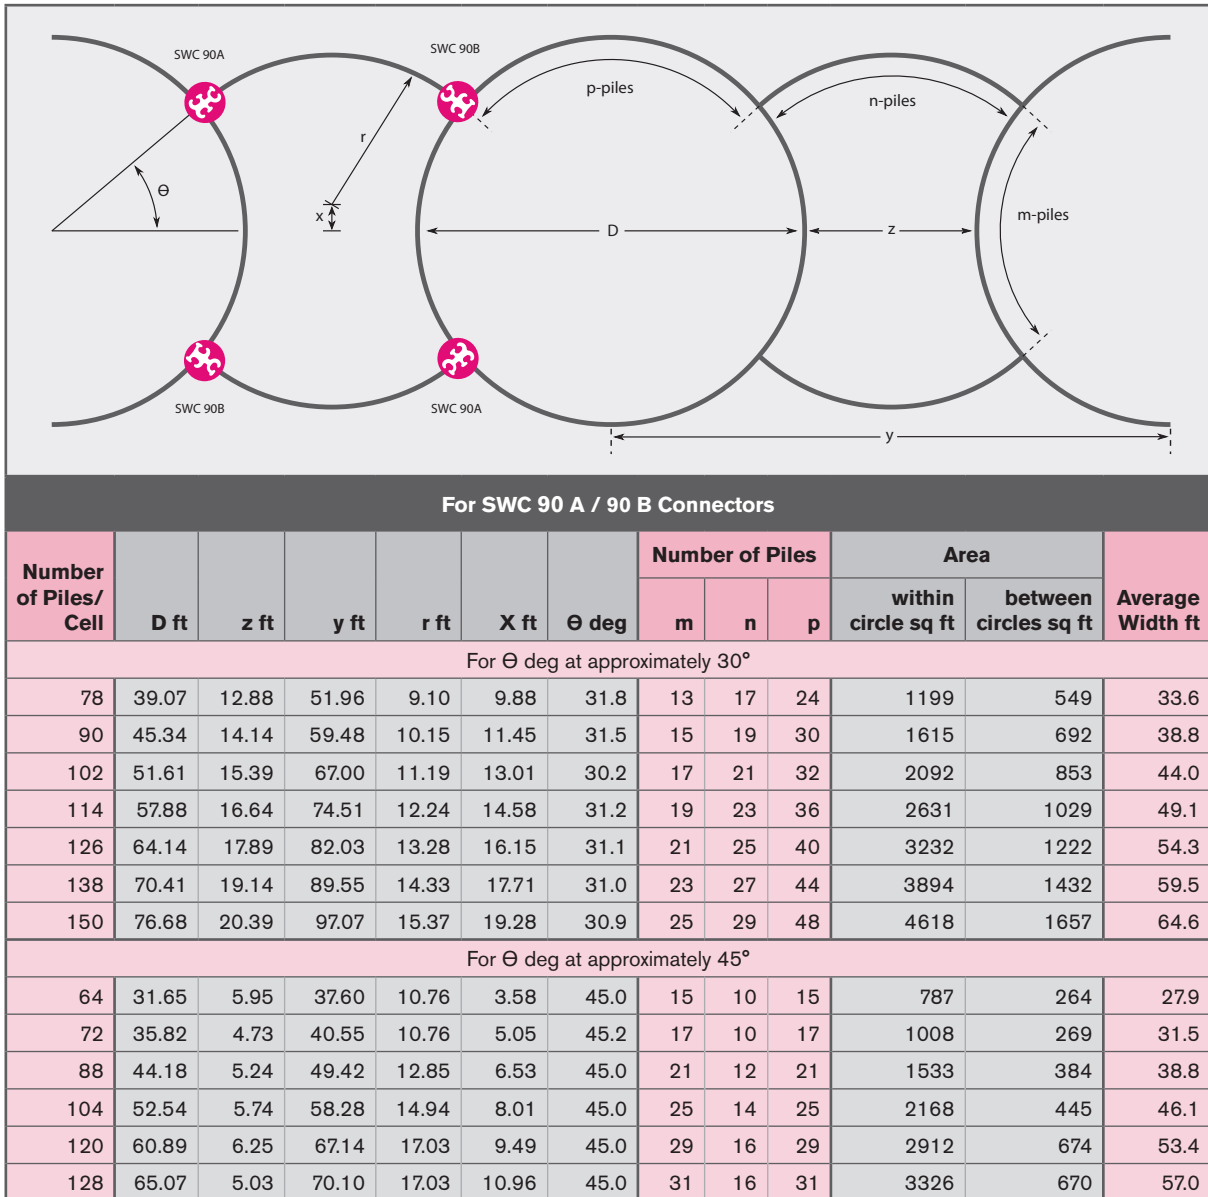 SWC 90A
SWC 90B
p-piles
n-piles
r
ϴ
x
m-piles
D
z
SWC 90B
SWC 90A
y
For SWC 90 A / 90 B Connectors
Number of Piles/ Cell D ft z ft y ft r ft X ft ϴ deg Number of Piles Area Average Width ft
m n p within circle sq ft between circles sq ft
For ϴ deg at approximately 30°
78 39.07 12.88 51.96 9.10 9.88 31.8 13 17 24 1199 549 33.6
90 45.34 14.14 59.48 10.15 11.45 31.5 15 19 30 1615 692 38.8
102 51.61 15.39 67.00 11.19 13.01 30.2 17 21 32 2092 853 44.0
114 57.88 16.64 74.51 12.24 14.58 31.2 19 23 36 2631 1029 49.1
126 64.14 17.89 82.03 13.28 16.15 31.1 21 25 40 3232 1222 54.3
138 70.41 19.14 89.55 14.33 17.71 31.0 23 27 44 3894 1432 59.5
150 76.68 20.39 97.07 15.37 19.28 30.9 25 29 48 4618 1657 64.6
For ϴ deg at approximately 45°
64 31.65 5.95 37.60 10.76 3.58 45.0 15 10 15 787 264 27.9
72 35.82 4.73 40.55 10.76 5.05 45.2 17 10 17 1008 269 31.5
88 44.18 5.24 49.42 12.85 6.53 45.0 21 12 21 1533 384 38.8
104 52.54 5.74 58.28 14.94 8.01 45.0 25 14 25 2168 445 46.1
120 60.89 6.25 67.14 17.03 9.49 45.0 29 16 29 2912 674 53.4
128 65.07 5.03 70.10 17.03 10.96 45.0 31 16 31 3326 670 57.0